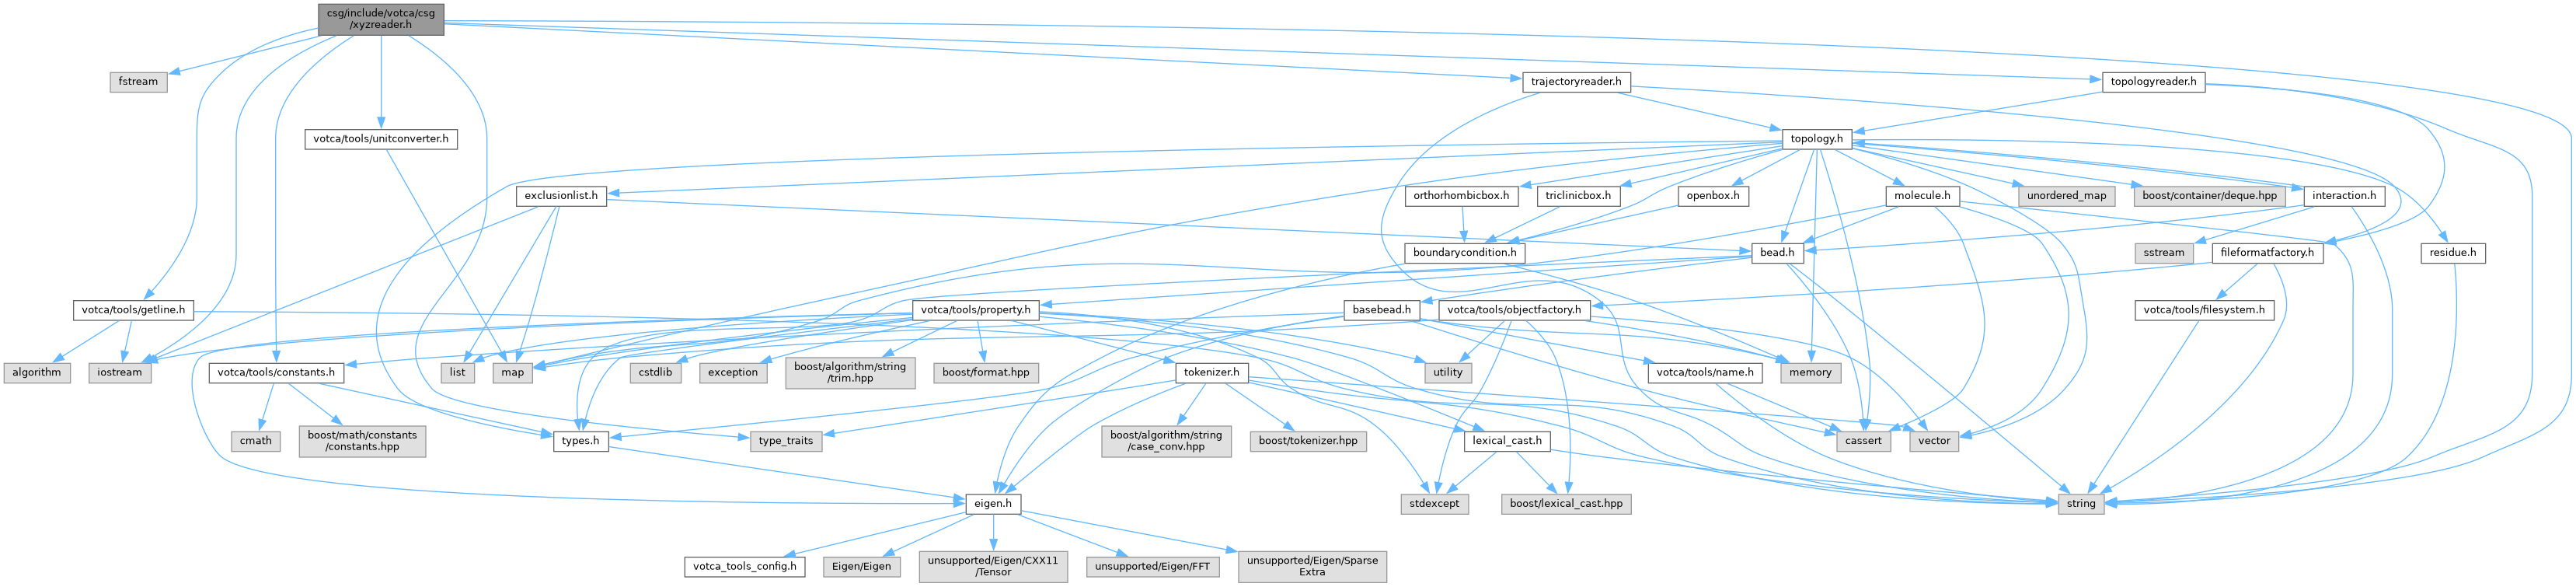 csg/include/votca/csg
/xyzreader.h
fstream
trajectoryreader.h
topologyreader.h
votca/tools/unitconverter.h
topology.h
exclusionlist.h
orthorhombicbox.h
triclinicbox.h
openbox.h
molecule.h
unordered_map
boost/container/deque.hpp
interaction.h
boundarycondition.h
bead.h
sstream
fileformatfactory.h
residue.h
votca/tools/getline.h
votca/tools/property.h
basebead.h
votca/tools/objectfactory.h
votca/tools/filesystem.h
algorithm
iostream
votca/tools/constants.h
list
map
cstdlib
exception
boost/algorithm/string
/trim.hpp
boost/format.hpp
tokenizer.h
utility
votca/tools/name.h
memory
cmath
boost/math/constants
/constants.hpp
types.h
type_traits
boost/algorithm/string
/case_conv.hpp
boost/tokenizer.hpp
lexical_cast.h
cassert
vector
eigen.h
stdexcept
boost/lexical_cast.hpp
string
votca_tools_config.h
Eigen/Eigen
unsupported/Eigen/CXX11
/Tensor
unsupported/Eigen/FFT
unsupported/Eigen/Sparse
Extra